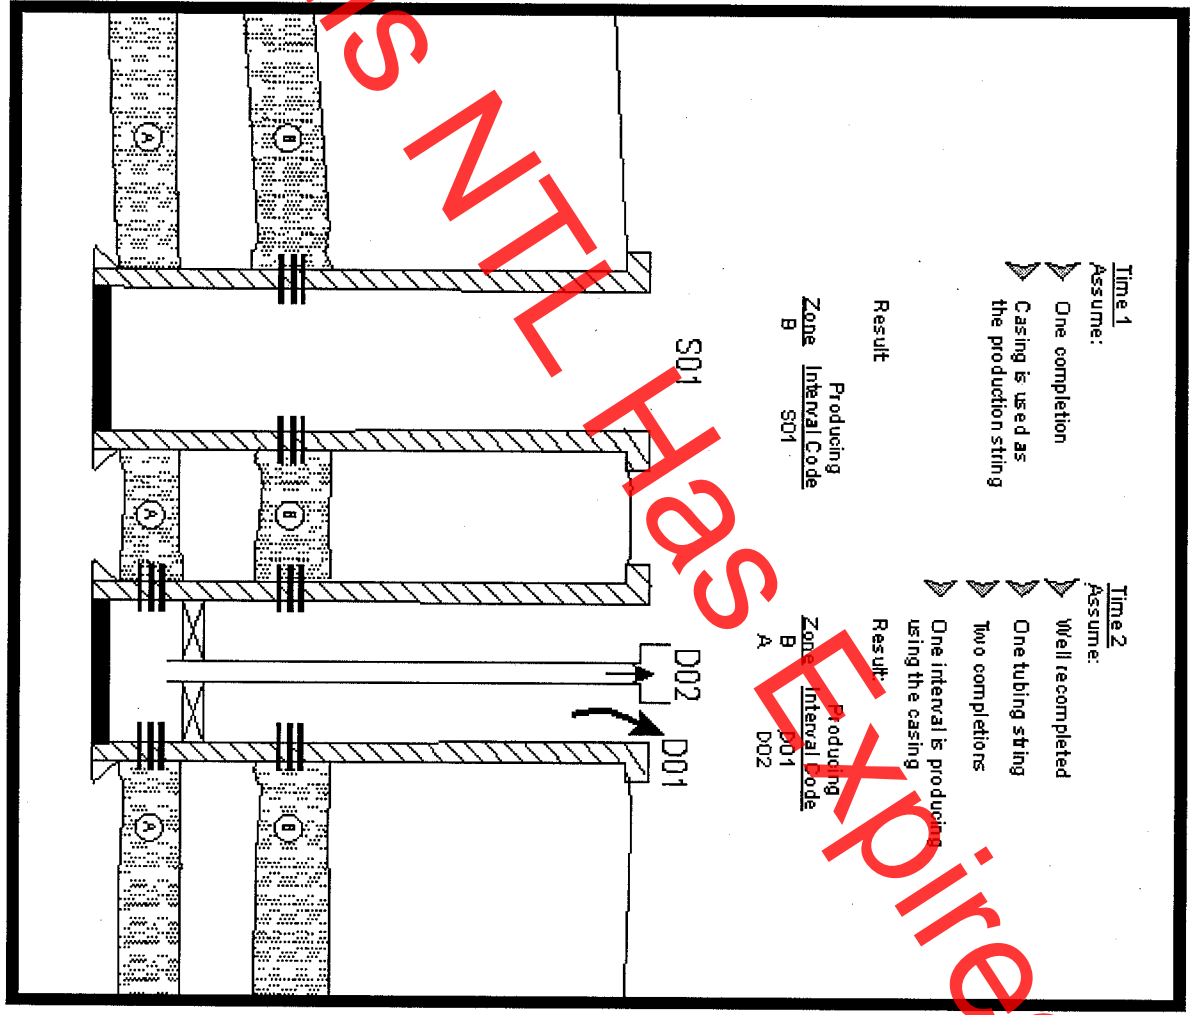 Time 1
Assume:
One completion
Casing is used as
the production string
Result
Producing
Zone Interval Code
B S01
Time 2
Assume:
Well recompleted
One tubing string
Two completions
One interval is producing
using the casing
Result:
Producing
Zone Interval Code
B D01
A D02
S01
D02
D01
B
B
B
A
A
A
is NTL Has Expire